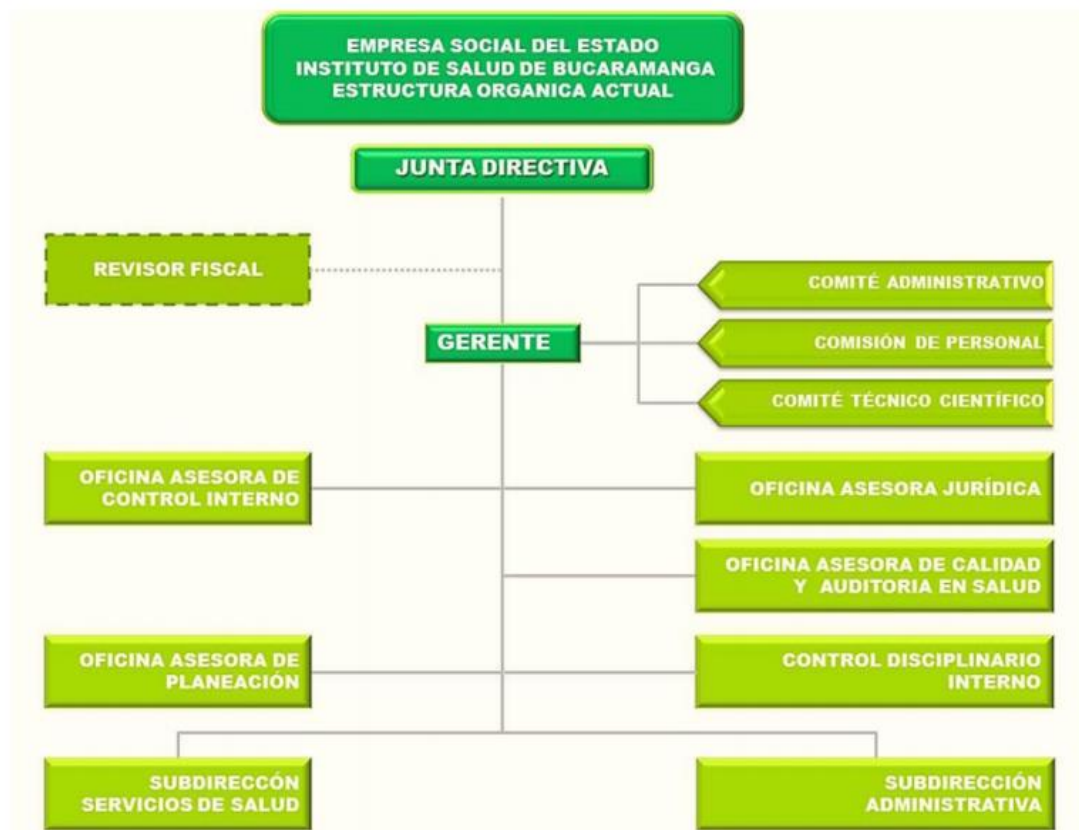 EMPRESA SOCIAL DEL ESTADO
INSTITUTO DE SALUD DE BUCARAMANGA
ESTRUCTURA ORGANICA ACTUAL
JUNTA DIRECTIVA
REVISOR FISCAL
COMITÉ ADMINISTRATIVO
GERENTE
COMISIÓN DE PERSONAL
COMITÉ TÉCNICO CIENTÍFICO
OFICINA ASESORA DE
CONTROL INTERNO
OFICINA ASESORA JURÍDICA
OFICINA ASESORA DE CALIDAD
Y AUDITORIA EN SALUD
OFICINA ASESORA DE
PLANEACIÓN
CONTROL DISCIPLINARIO
INTERNO
SUBDIRECCÓN
SERVICIOS DE SALUD
SUBDIRECCIÓN
ADMINISTRATIVA